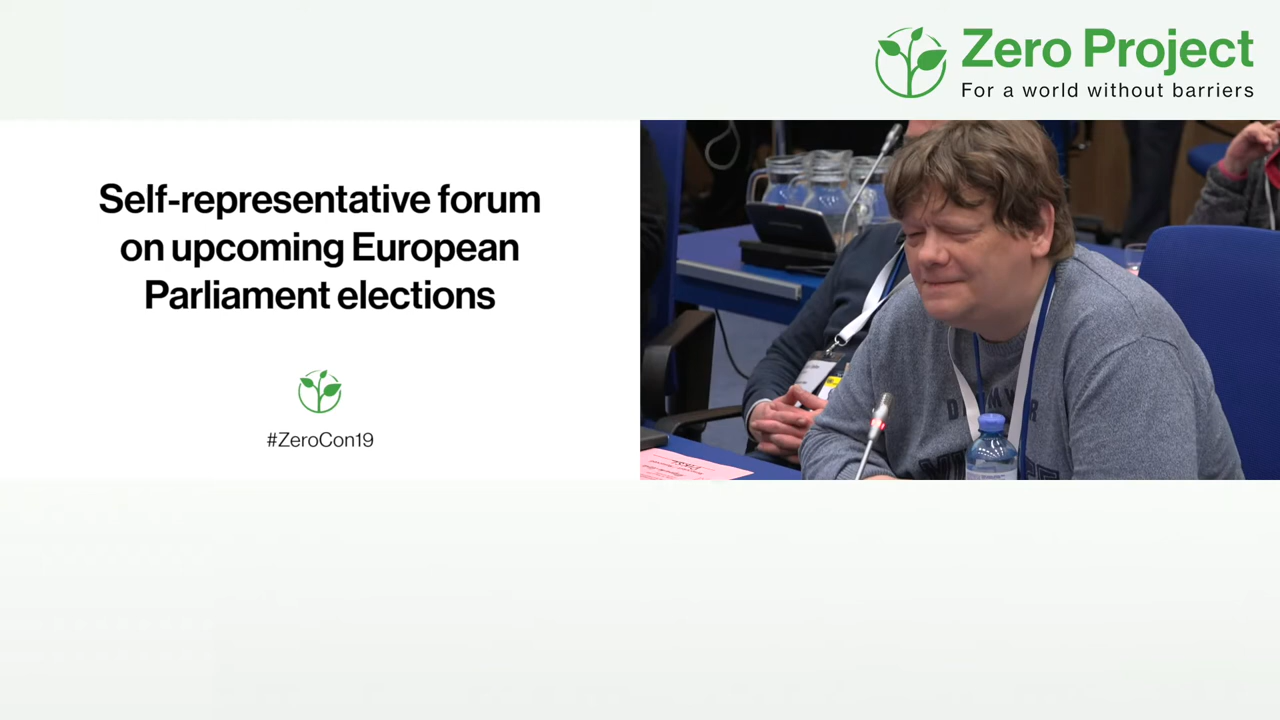 Zero Project
For a world without barriers
Self-representative forum
on upcoming European
Parliament elections
#ZeroCon19